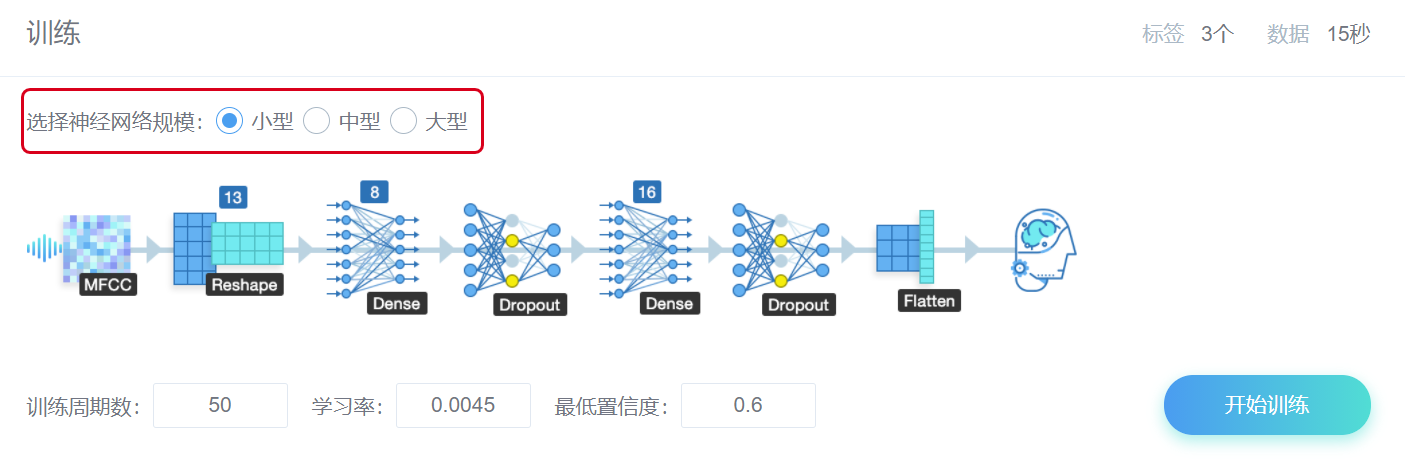 训练
标签 3个 数据 15秒
选择神经网络规模: 小型 中型 大型
13 8 16
MFCC Reshape Dense Dropout Dense Dropout Flatten
训练周期数: 50 学习率: 0.0045 最低置信度: 0.6 开始训练